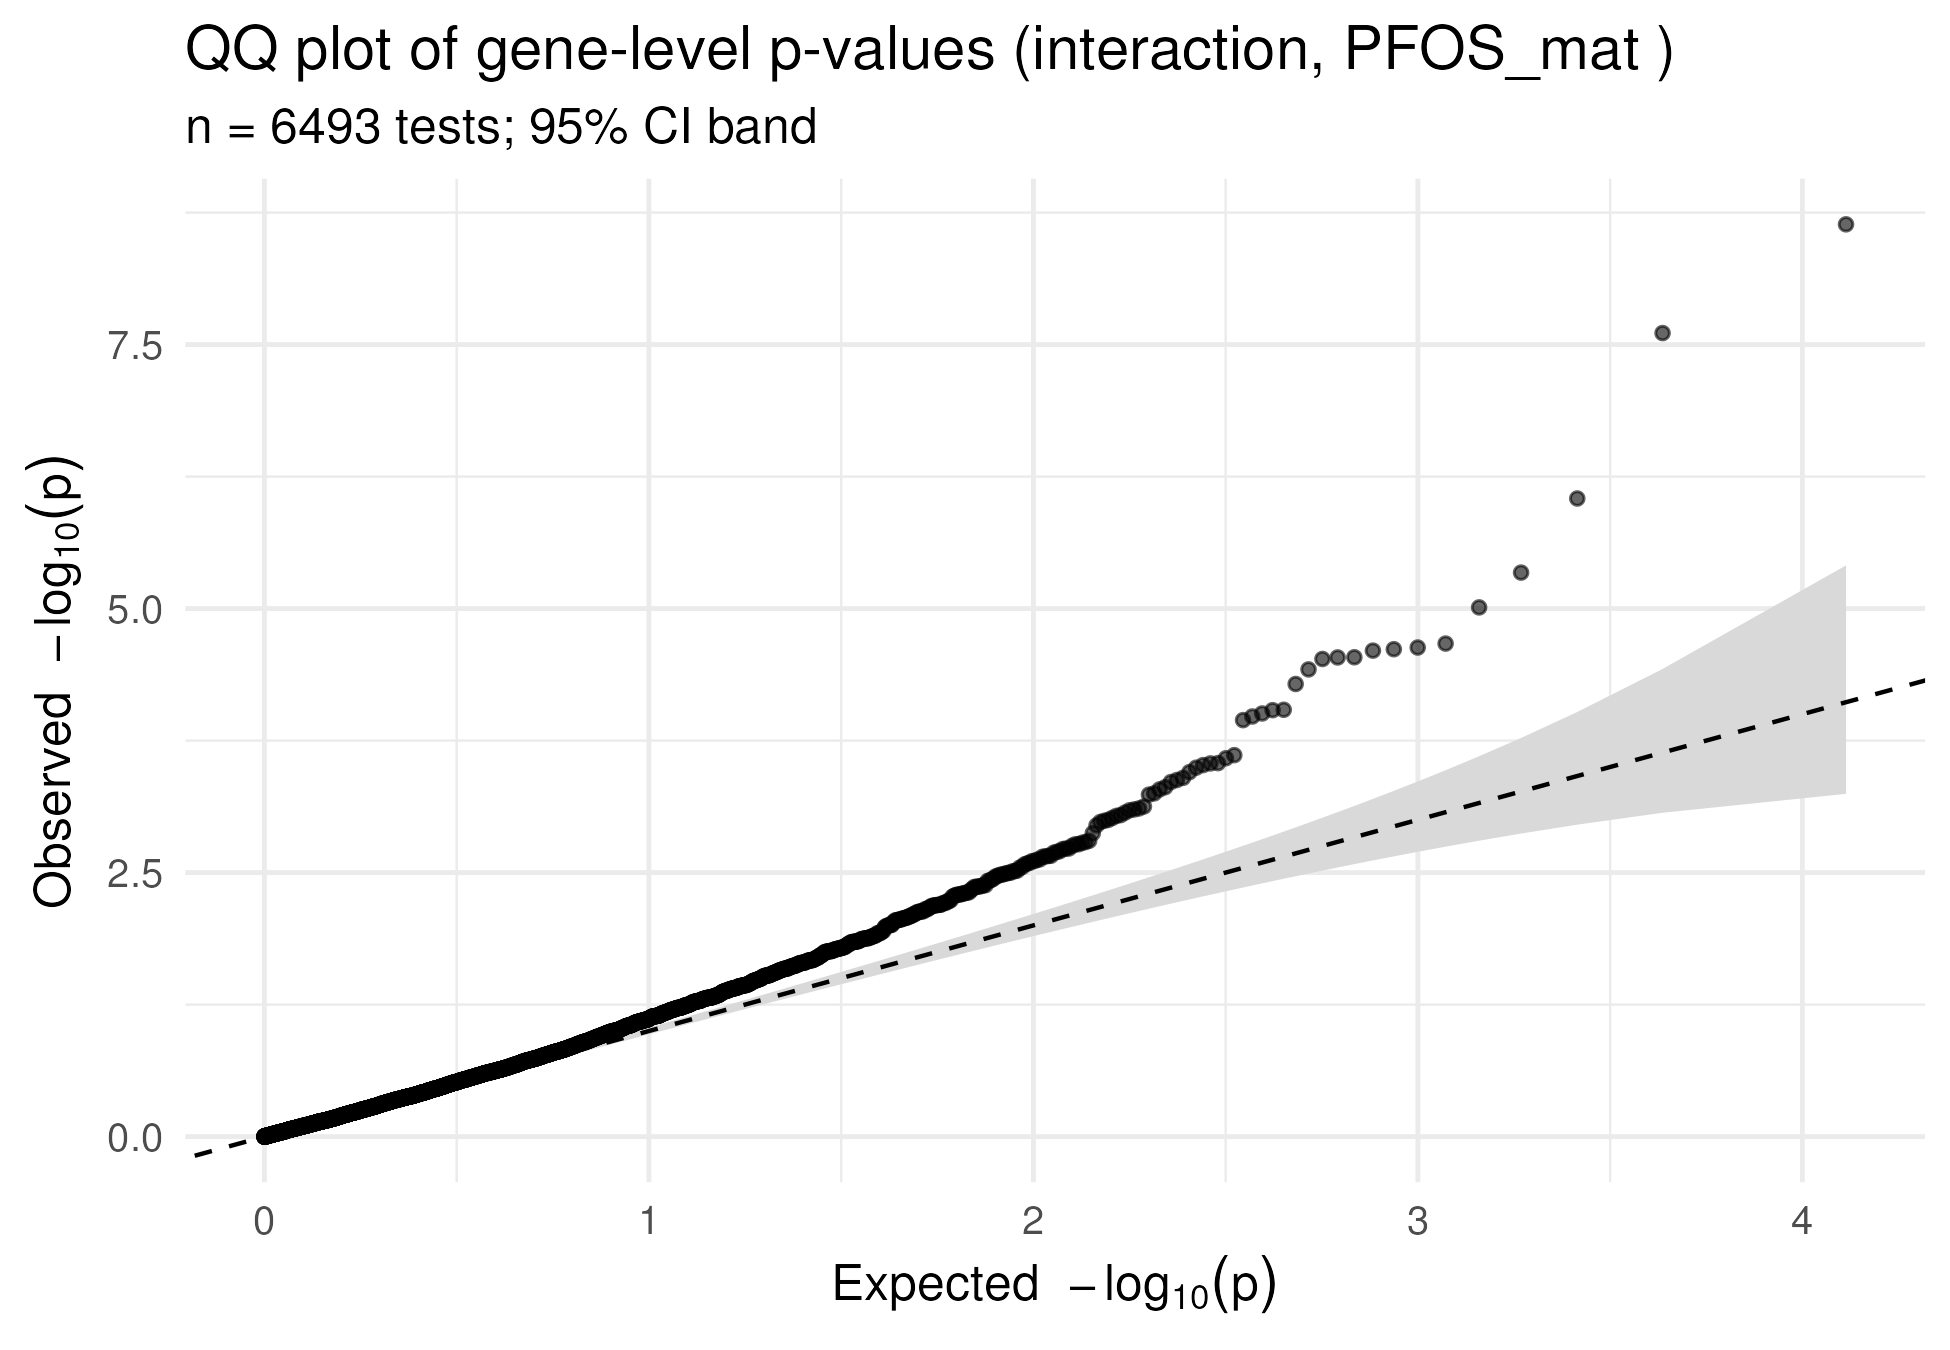 QQ plot of gene-level p-values (interaction, PFOS_mat )
n = 6493 tests; 95% CI band
Observed −log₁₀(p)
7.5
5.0
2.5
0.0
0 1 2 3 4
Expected −log₁₀(p)